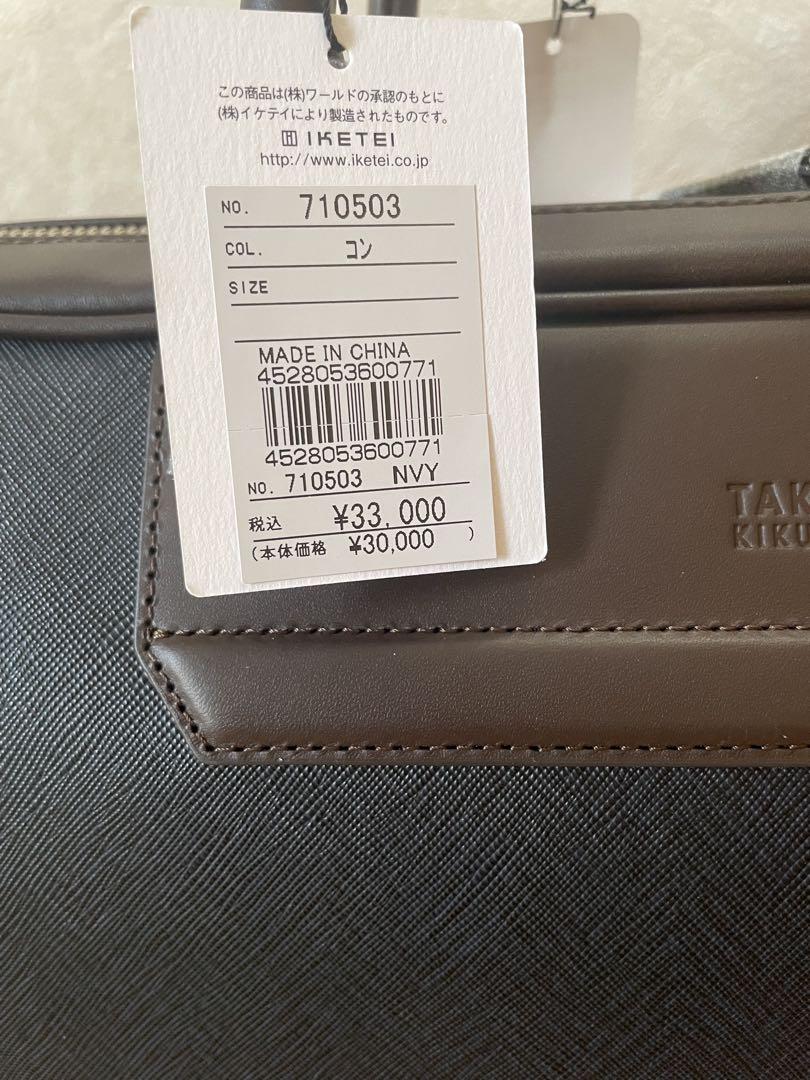 この商品は(株)ワールドの承認のもとに
(株)イケテイにより製造されたものです。
IKETEI
http://www.iketei.co.jp
NO. 710503
COL. コン
SIZE
MADE IN CHINA
4528053600771
4528053600771
NO. 710503 NVY
税込 ¥33,000
(本体価格 ¥30,000 )
TAK
KIKU